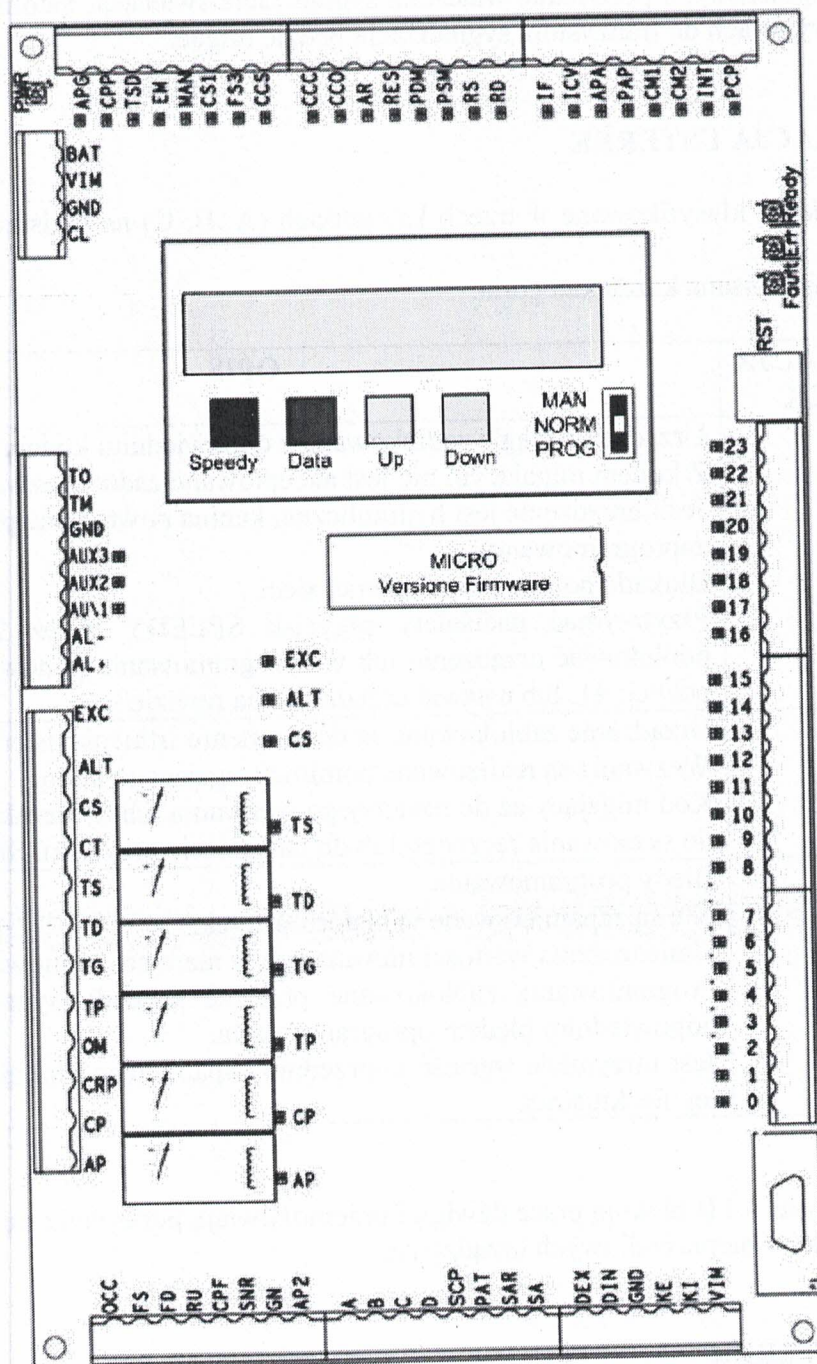 PWR
APG
CPP
TSD
EM
MAN
CS1
FS3
CCS
CCC
CCO
AR
RES
PDM
PSM
RS
RD
IF
ICV
APA
PAP
CM1
CM2
INT
PCP
BAT
VIM
GND
CL
Fault
Err
Ready
RST
Speedy
Data
Up
Down
MAN
NORM
PROG
MICRO
Versione Firmware
TO
TM
GND
AUX3
AUX2
AU\1
AL-
AL+
EXC
ALT
CS
EXC
ALT
CS
CT
TS
TD
TG
TP
OM
CRP
CP
AP
TS
TD
TG
TP
CP
AP
23
22
21
20
19
18
17
16
15
14
13
12
11
10
9
8
7
6
5
4
3
2
1
0
OCC
FS
FD
RU
CPF
SNR
GN
AP2
A
B
C
D
SCP
PAT
SAR
SA
DEX
DIN
GND
KE
KI
VIM